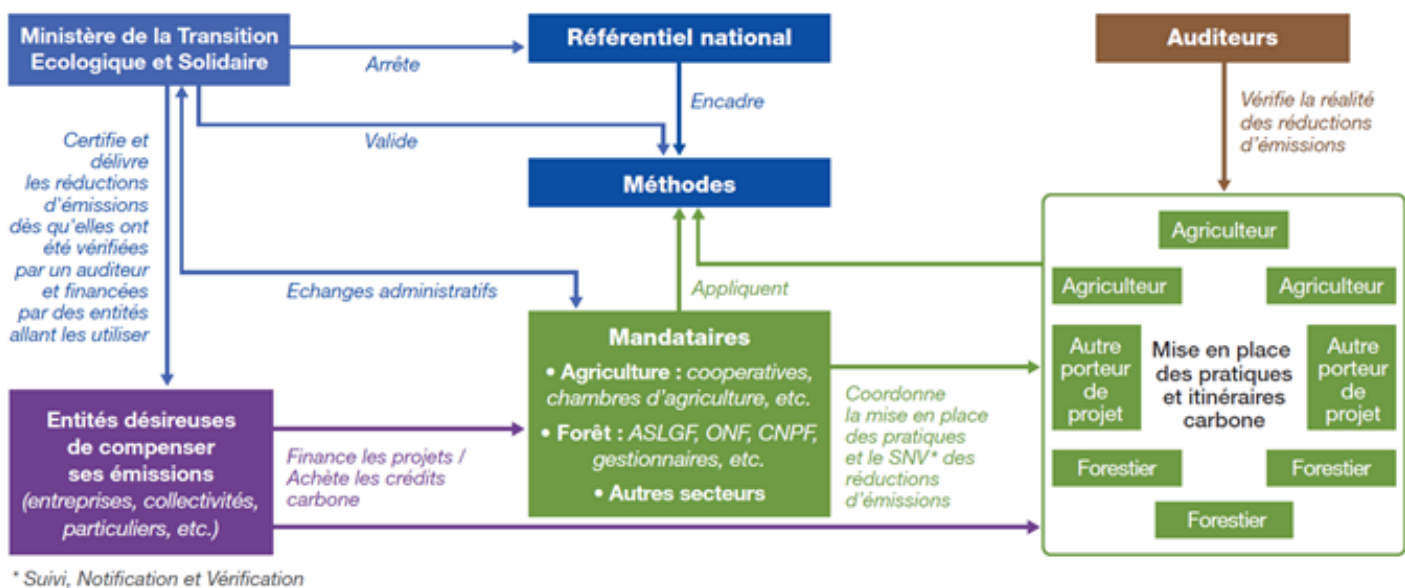 Ministère de la Transition
Ecologique et Solidaire
Arrête
Référentiel national
Auditeurs
Encadre
Vérifie la réalité
des réductions
d'émissions
Valide
Certifie et
délivre
les réductions
d'émissions
dès qu'elles ont
été vérifiées
par un auditeur
et financées
par des entités
allant les utiliser
Méthodes
Echanges administratifs
Appliquent
Agriculteur
Agriculteur
Agriculteur
Autre
porteur
de
projet
Mise en place
des pratiques
et itinéraires
carbone
Autre
porteur
de
projet
Forestier
Forestier
Forestier
Mandataires
• Agriculture : cooperatives,
chambres d'agriculture, etc.
• Forêt : ASLGF, ONF, CNPF,
gestionnaires, etc.
• Autres secteurs
Coordonne
la mise en place
des pratiques
et le SNV* des
réductions
d'émissions
Entités désireuses
de compenser
ses émissions
(entreprises, collectivités,
particuliers, etc.)
Finance les projets /
Achète les crédits
carbone
* Suivi, Notification et Vérification